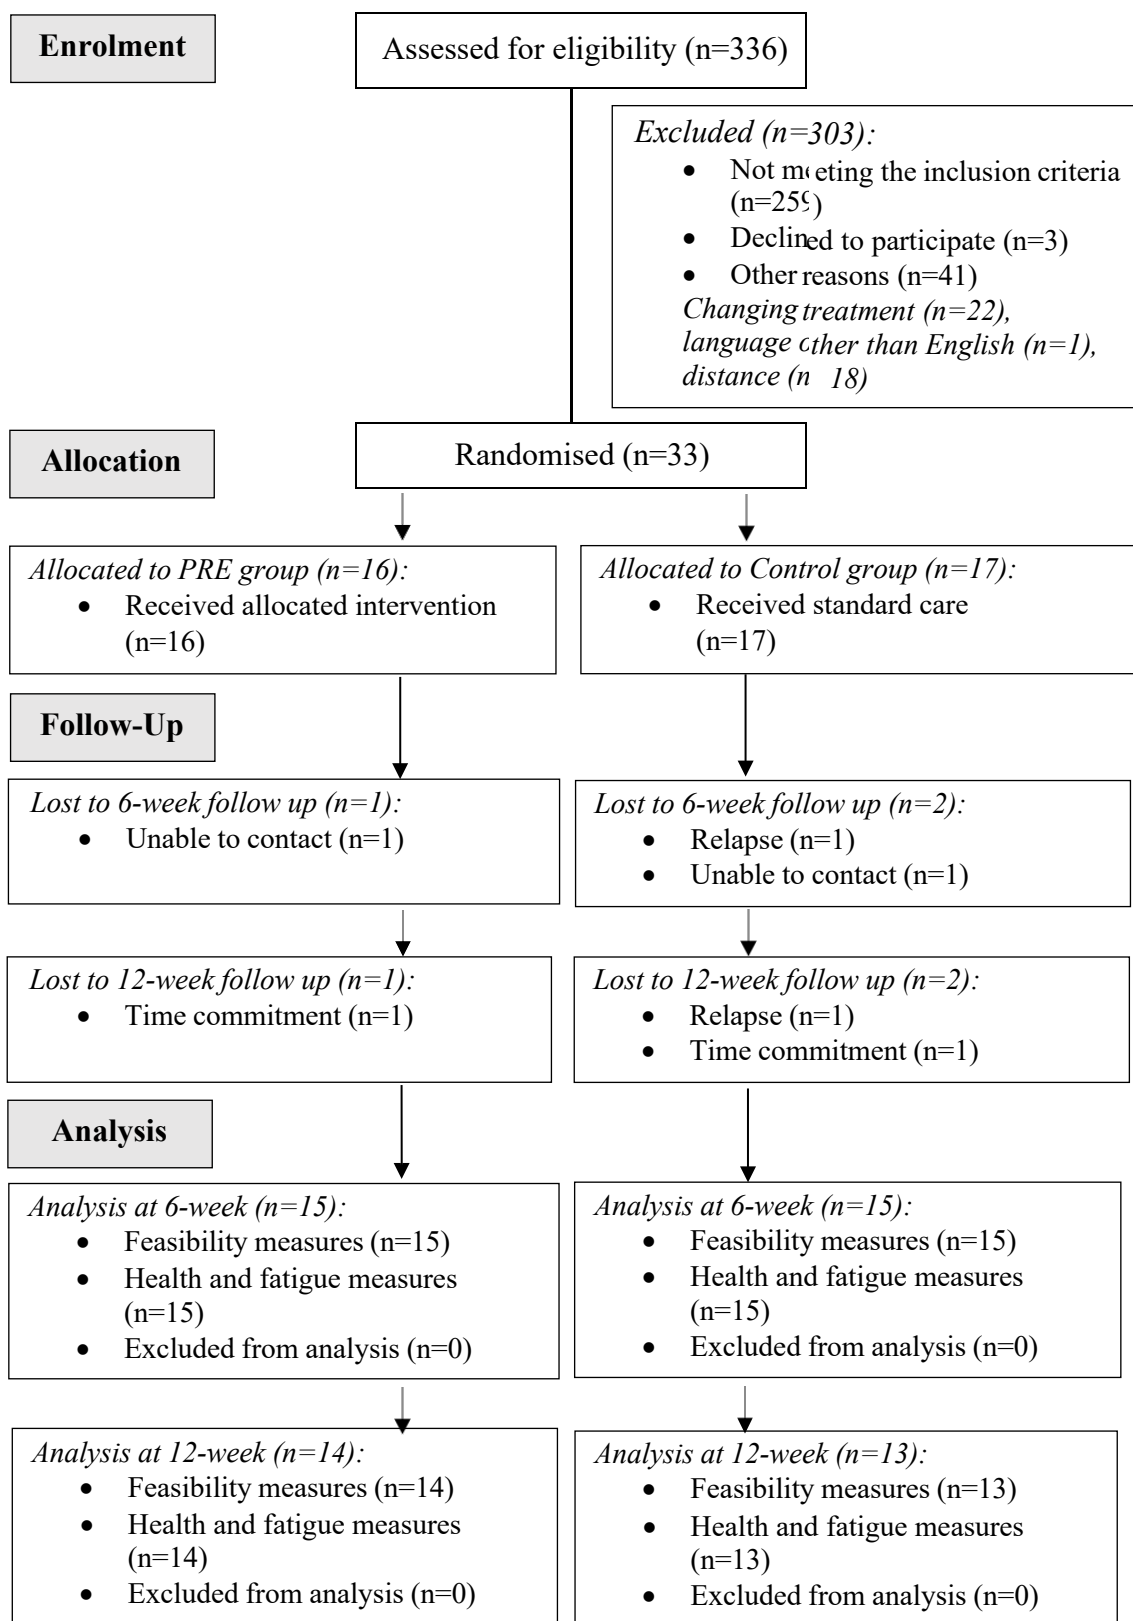 Enrolment
Assessed for eligibility (n=336)
Excluded (n=303):
• Not meeting the inclusion criteria
(n=259)
• Declined to participate (n=3)
• Other reasons (n=41)
Changing treatment (n=22),
language other than English (n=1),
distance (n 18)
Allocation
Randomised (n=33)
Allocated to PRE group (n=16):
• Received allocated intervention
(n=16)
Allocated to Control group (n=17):
• Received standard care
(n=17)
Follow-Up
Lost to 6-week follow up (n=1):
• Unable to contact (n=1)
Lost to 6-week follow up (n=2):
• Relapse (n=1)
• Unable to contact (n=1)
Lost to 12-week follow up (n=1):
• Time commitment (n=1)
Lost to 12-week follow up (n=2):
• Relapse (n=1)
• Time commitment (n=1)
Analysis
Analysis at 6-week (n=15):
• Feasibility measures (n=15)
• Health and fatigue measures
(n=15)
• Excluded from analysis (n=0)
Analysis at 6-week (n=15):
• Feasibility measures (n=15)
• Health and fatigue measures
(n=15)
• Excluded from analysis (n=0)
Analysis at 12-week (n=14):
• Feasibility measures (n=14)
• Health and fatigue measures
(n=14)
• Excluded from analysis (n=0)
Analysis at 12-week (n=13):
• Feasibility measures (n=13)
• Health and fatigue measures
(n=13)
• Excluded from analysis (n=0)